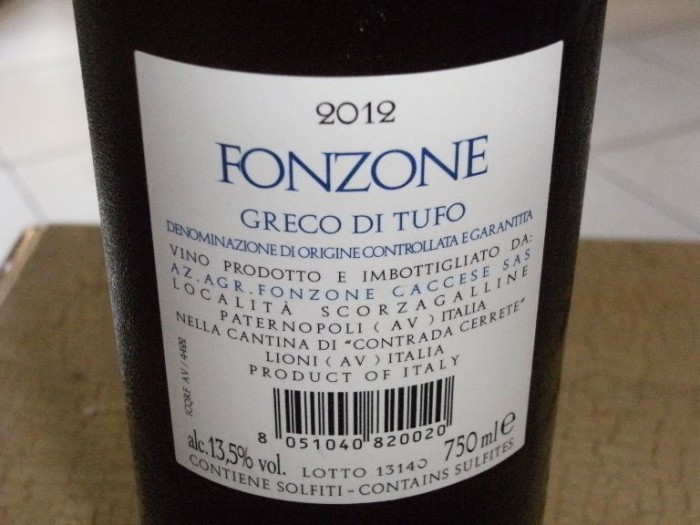 2012
FONZONE
GRECO DI TUFO
DENOMINAZIONE DI ORIGINE CONTROLLATA E GARANTITA
VINO PRODOTTO E IMBOTTIGLIATO DA:
AZ.AGR.FONZONE CACCESE SAS
LOCALITÀ SCORZAGALLINE
PATERNOPOLI ( AV ) ITALIA
NELLA CANTINA DI "CONTRADA CERRETE"
LIONI ( AV ) ITALIA
PRODUCT OF ITALY
ICQRF AV /
8 051040 820020
alc.13,5% vol. LOTTO 13140 750 ml e
CONTIENE SOLFITI - CONTAINS SULFITES